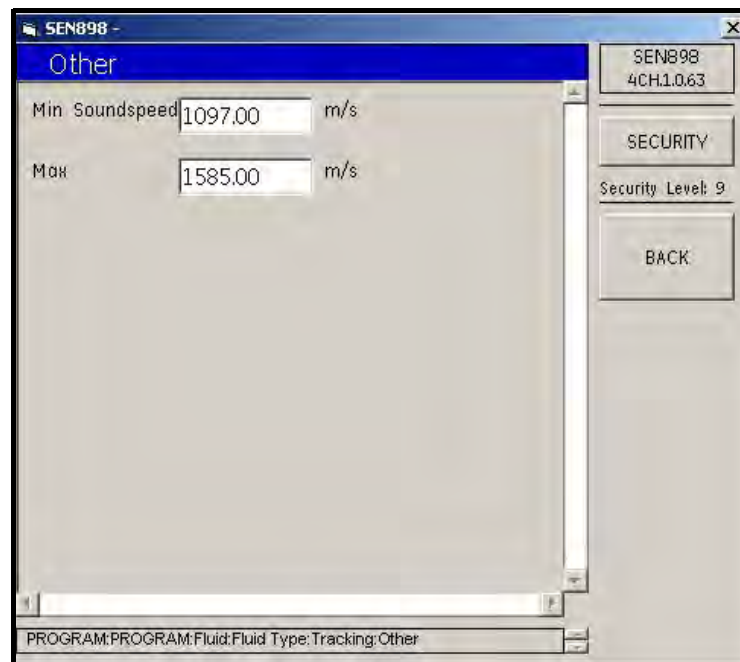 SEN898 -
Other
Min Soundspeed 1097.00 m/s
Max 1585.00 m/s
SEN898
4CH.1.0.63
SECURITY
Security Level: 9
BACK
PROGRAM:PROGRAM:Fluid:Fluid Type:Tracking:Other